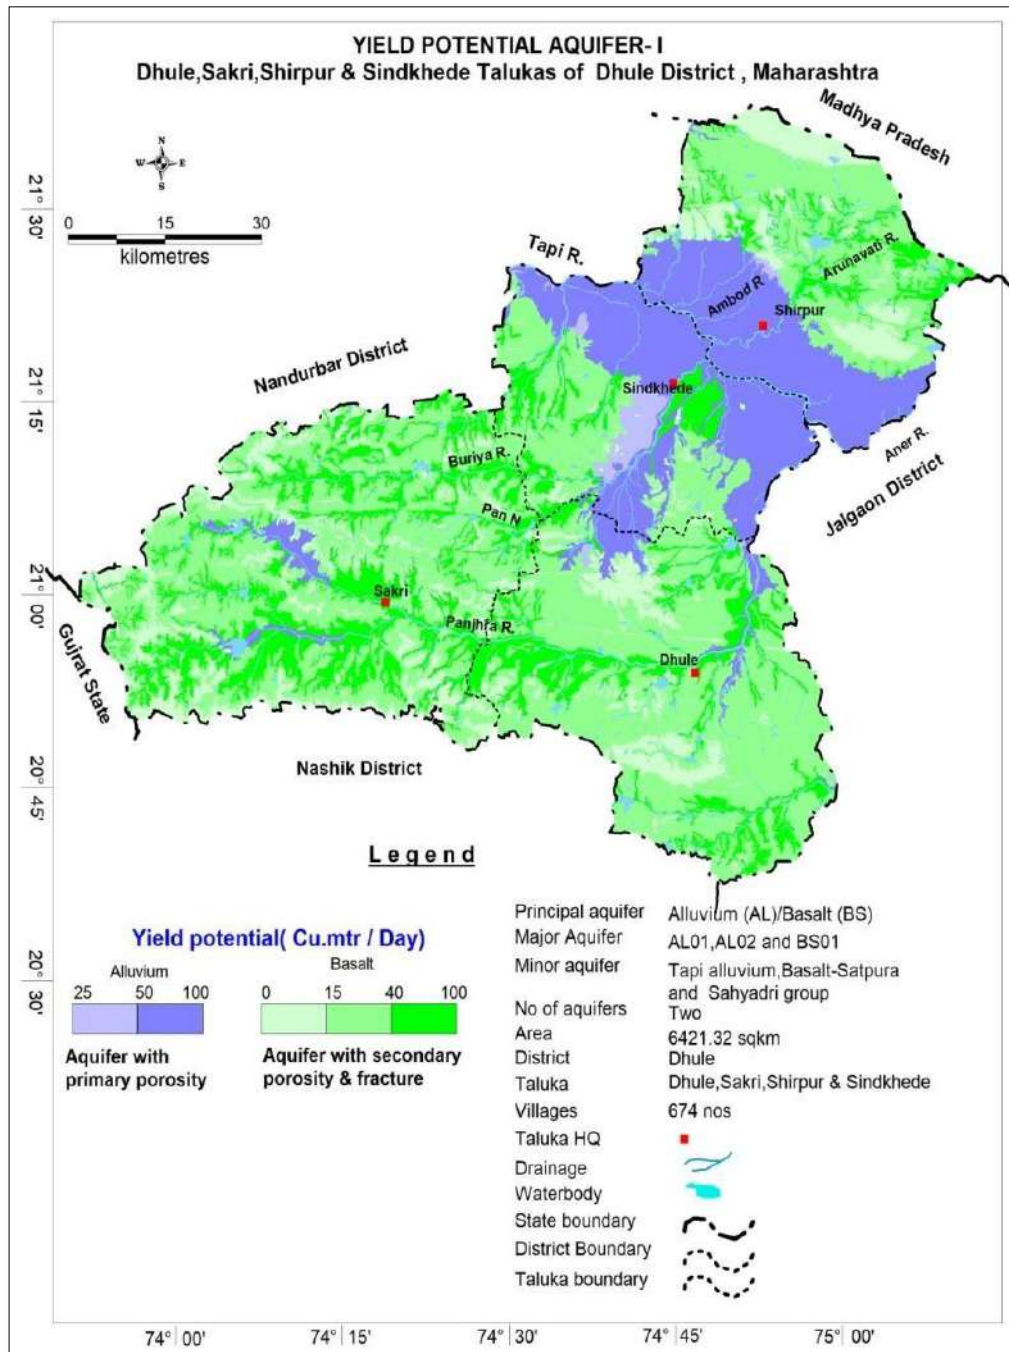 YIELD POTENTIAL AQUIFER- I
Dhule,Sakri,Shirpur & Sindkhede Talukas of Dhule District , Maharashtra
Madhya Pradesh
N
W E
S
21° 30'
0 15 30
kilometres
Tapi R.
Arunavati R.
Ambod R
Shirpur
Nandurbar District
Sindkhede
21° 15'
Aner R.
Buriya R.
Jalgaon District
Pan N
21° 00'
Sakri
Panjhra R.
Gujrat State
Dhule
Nashik District
20° 45'
Legend
Yield potential( Cu.mtr / Day)
Alluvium
Basalt
25 50 100
0 15 40 100
Aquifer with
primary porosity
Aquifer with secondary
porosity & fracture
20° 30'
Principal aquifer Alluvium (AL)/Basalt (BS)
Major Aquifer AL01,AL02 and BS01
Minor aquifer Tapi alluvium,Basalt-Satpura
and Sahyadri group
No of aquifers Two
Area 6421.32 sqkm
District Dhule
Taluka Dhule,Sakri,Shirpur & Sindkhede
Villages 674 nos
Taluka HQ
Drainage
Waterbody
State boundary
District Boundary
Taluka boundary
74° 00' 74° 15' 74° 30' 74° 45' 75° 00'